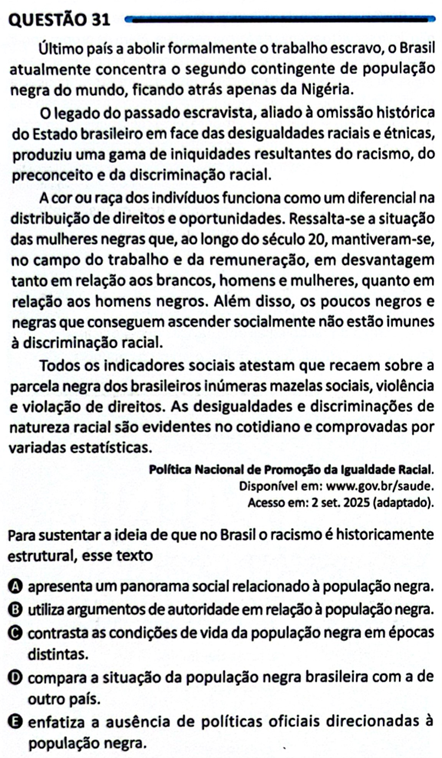 QUESTÃO 31
Último país a abolir formalmente o trabalho escravo, o Brasil
atualmente concentra o segundo contingente de população
negra do mundo, ficando atrás apenas da Nigéria.
O legado do passado escravista, aliado à omissão histórica
do Estado brasileiro em face das desigualdades raciais e étnicas,
produziu uma gama de iniquidades resultantes do racismo, do
preconceito e da discriminação racial.
A cor ou raça dos indivíduos funciona como um diferencial na
distribuição de direitos e oportunidades. Ressalta-se a situação
das mulheres negras que, ao longo do século 20, mantiveram-se,
no campo do trabalho e da remuneração, em desvantagem
tanto em relação aos brancos, homens e mulheres, quanto em
relação aos homens negros. Além disso, os poucos negros e
negras que conseguem ascender socialmente não estão imunes
à discriminação racial.
Todos os indicadores sociais atestam que recaem sobre a
parcela negra dos brasileiros inúmeras mazelas sociais, violência
e violação de direitos. As desigualdades e discriminações de
natureza racial são evidentes no cotidiano e comprovadas por
variadas estatísticas.
Política Nacional de Promoção da Igualdade Racial.
Disponível em: www.gov.br/saude.
Acesso em: 2 set. 2025 (adaptado).
Para sustentar a ideia de que no Brasil o racismo é historicamente
estrutural, esse texto
A apresenta um panorama social relacionado à população negra.
B utiliza argumentos de autoridade em relação à população negra.
C contrasta as condições de vida da população negra em épocas
distintas.
D compara a situação da população negra brasileira com a de
outro país.
E enfatiza a ausência de políticas oficiais direcionadas à
população negra.